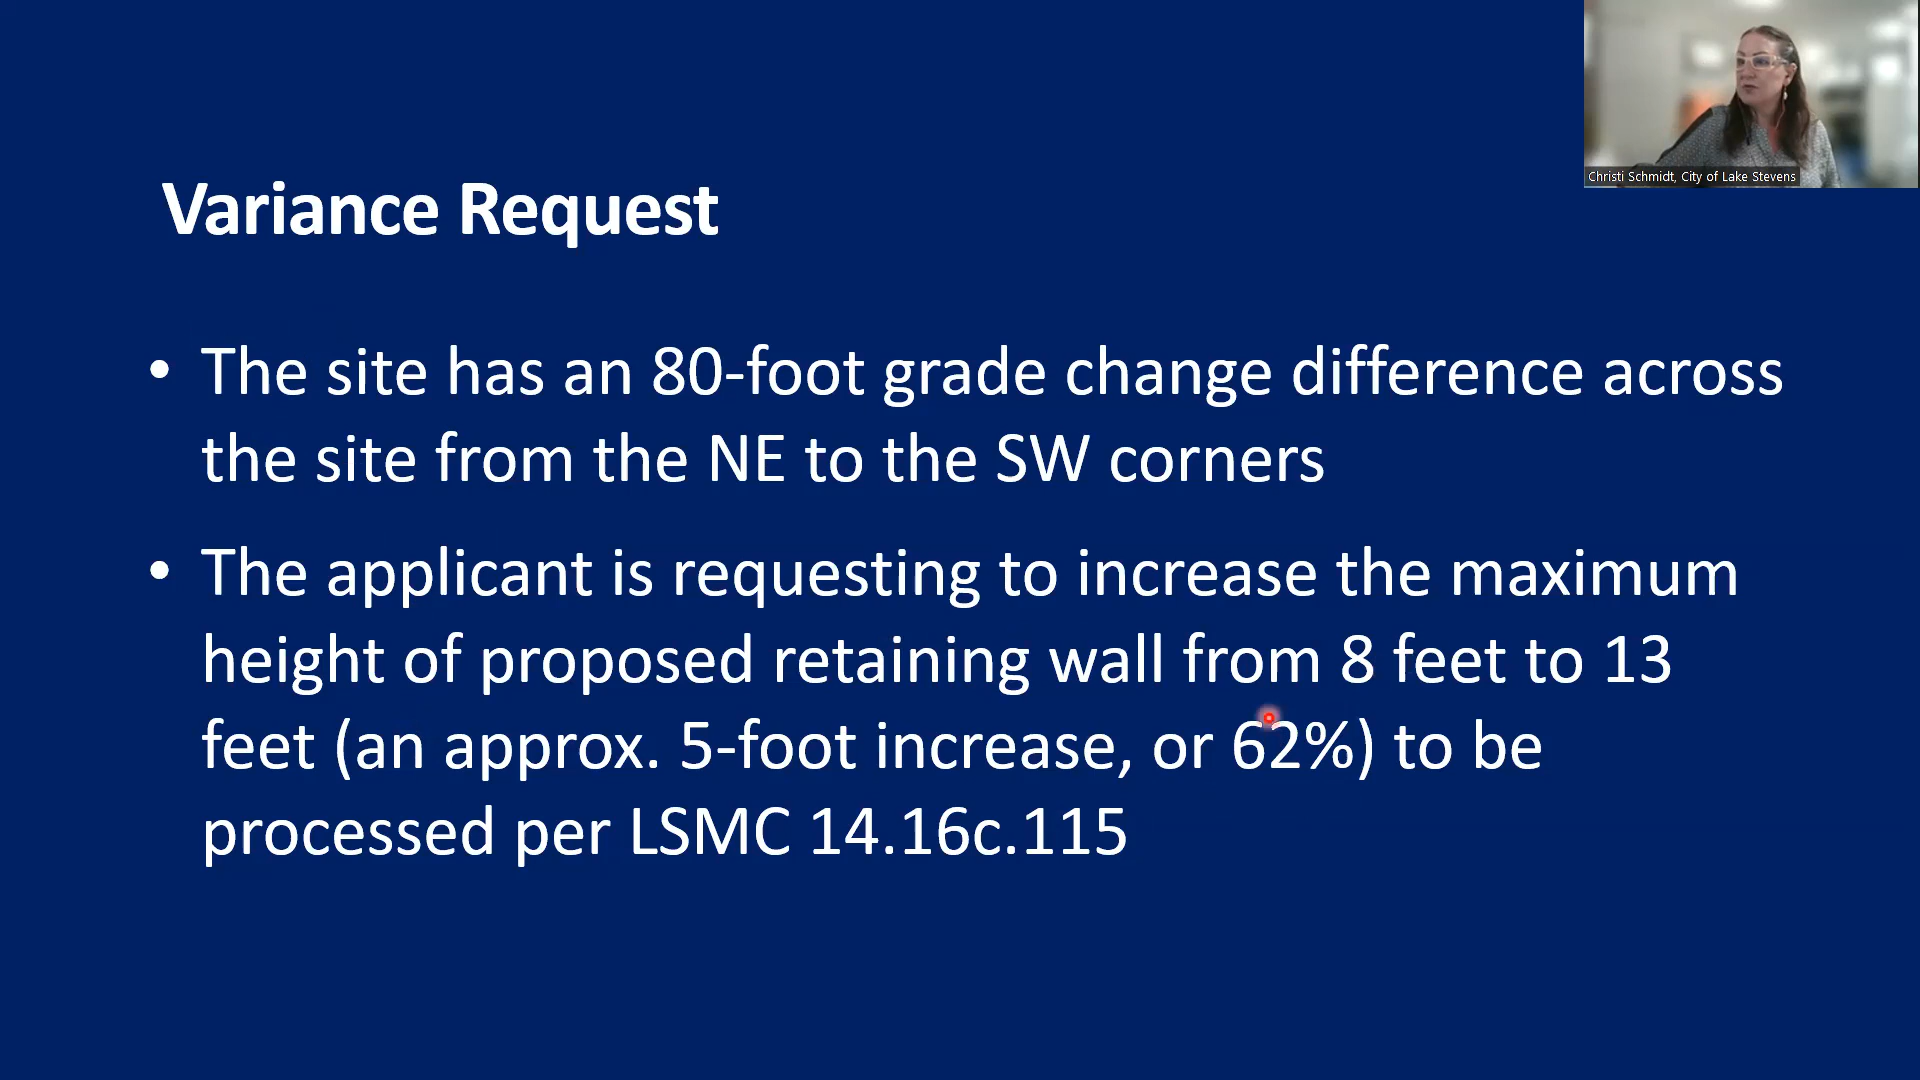 Christi Schmidt, City of Lake Stevens
Variance Request
• The site has an 80-foot grade change difference across
the site from the NE to the SW corners
• The applicant is requesting to increase the maximum
height of proposed retaining wall from 8 feet to 13
feet (an approx. 5-foot increase, or 62%) to be
processed per LSMC 14.16c.115